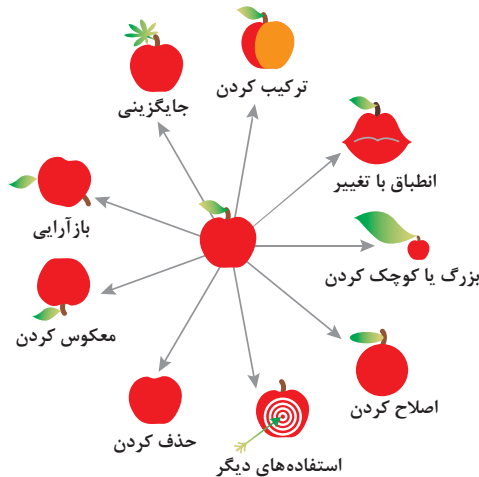 ترکیب کردن
جایگزینی
انطباق با تغییر
بازآرایی
بزرگ یا کوچک کردن
معکوس کردن
اصلاح کردن
حذف کردن
استفاده‌های دیگر